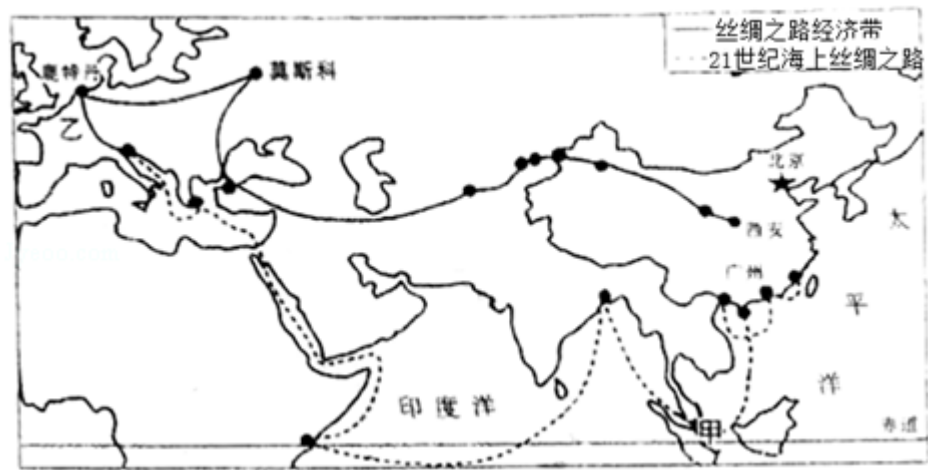 丝绸之路经济带
21世纪海上丝绸之路
鹿特丹
莫斯科
乙
北京
西安
太
广州
平
印度洋
洋
甲
赤道